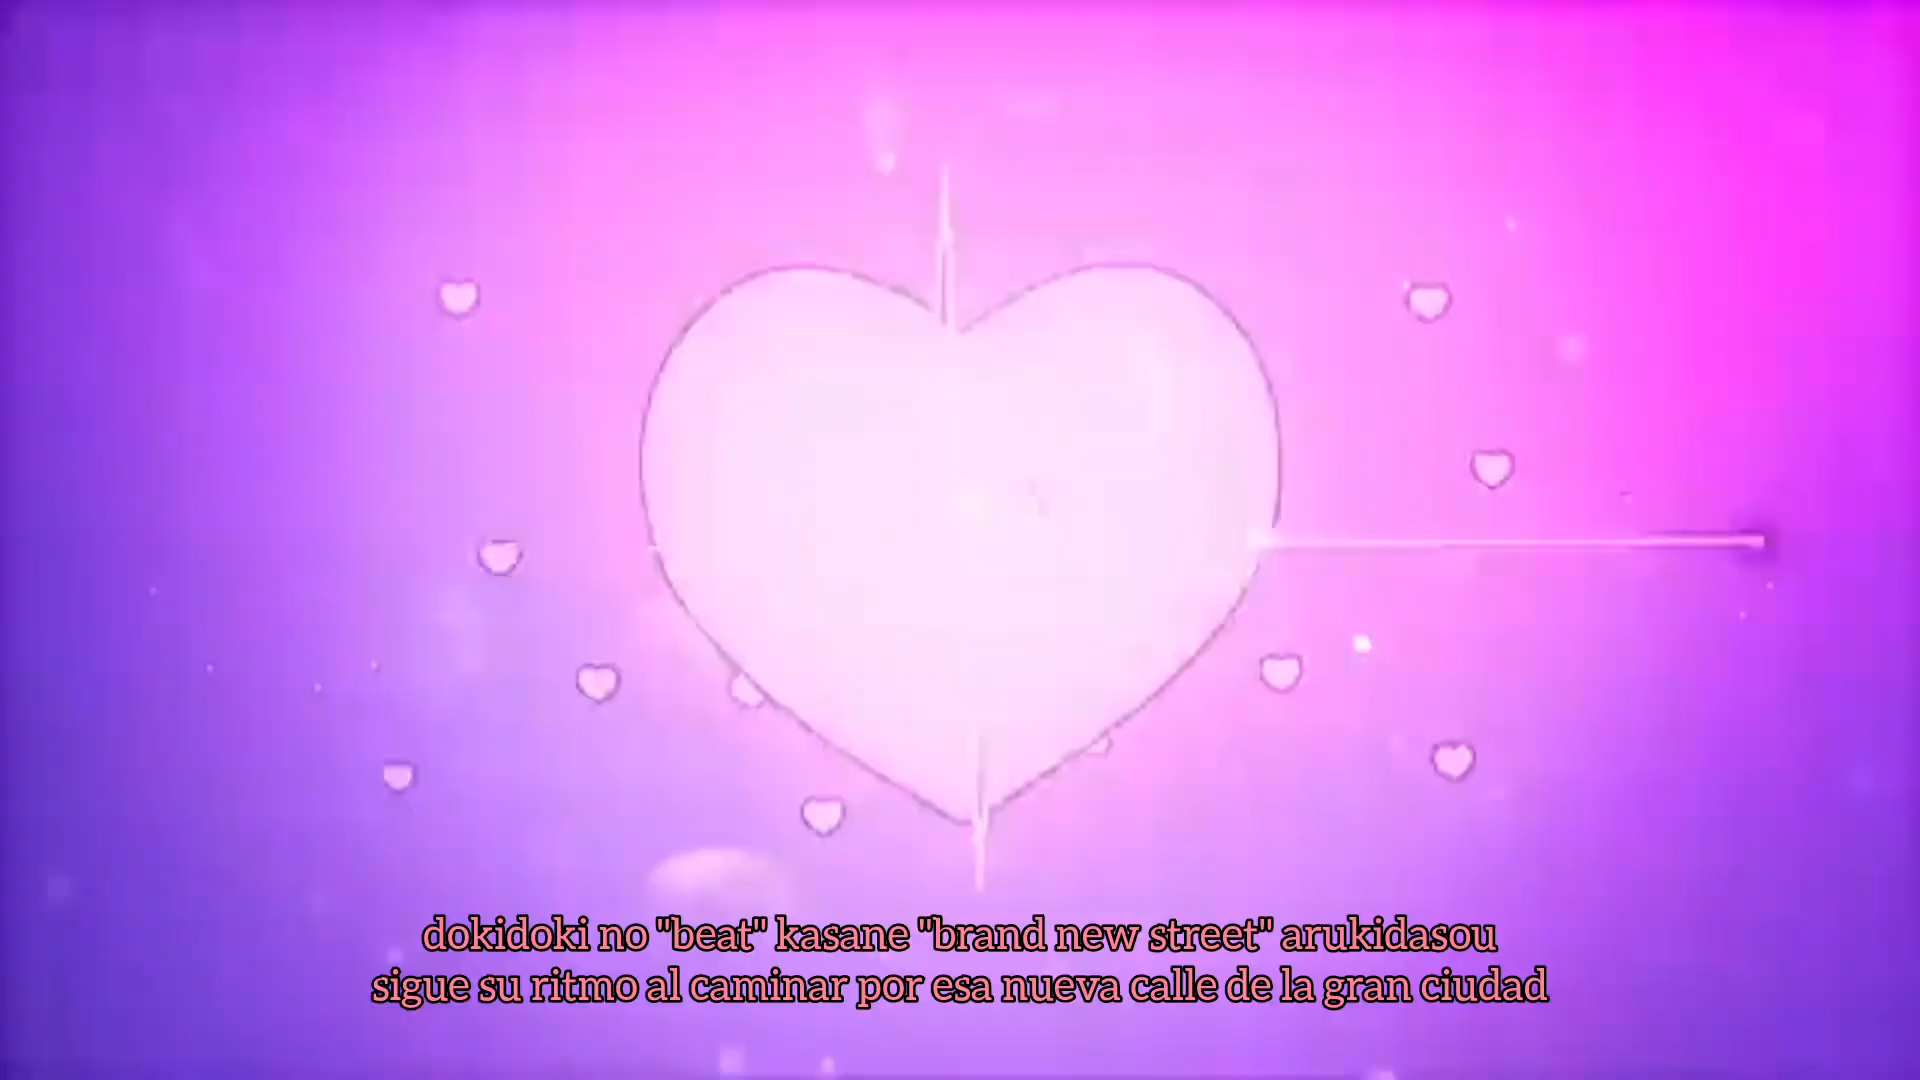 dokidoki no "beat" kasane "brand new street" arukidasou
sigue su ritmo al caminar por esa nueva calle de la gran ciudad